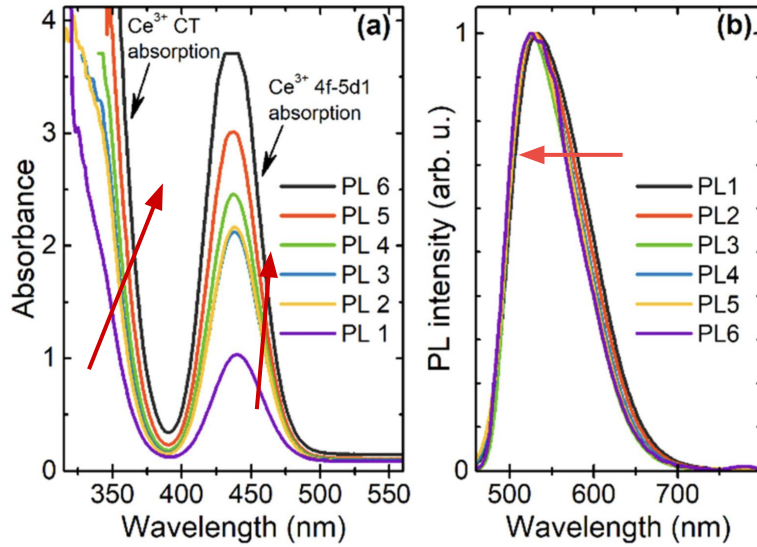 (a)
Ce³⁺ CT
absorption
Ce³⁺ 4f-5d1
absorption
PL 6
PL 5
PL 4
PL 3
PL 2
PL 1
Absorbance
4
3
2
1
0
350 400 450 500 550
Wavelength (nm)
(b)
PL1
PL2
PL3
PL4
PL5
PL6
PL intensity (arb. u.)
1
0
500 600 700
Wavelength (nm)